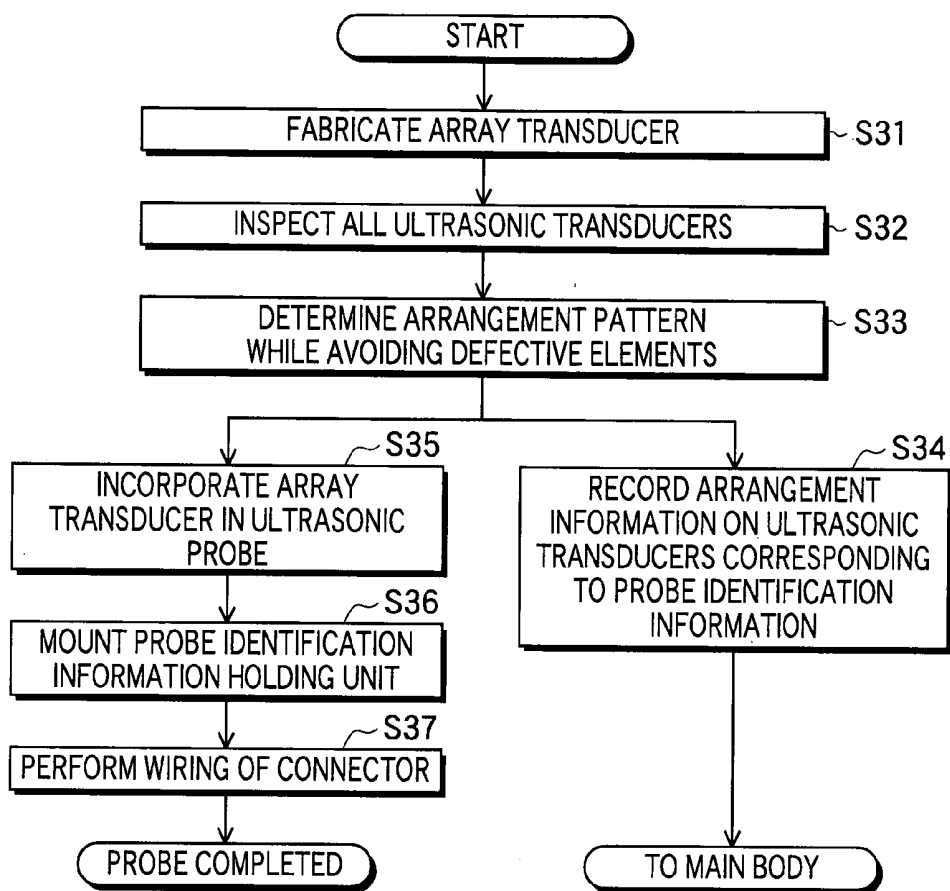 START
FABRICATE ARRAY TRANSDUCER
S31
INSPECT ALL ULTRASONIC TRANSDUCERS
S32
DETERMINE ARRANGEMENT PATTERN
WHILE AVOIDING DEFECTIVE ELEMENTS
S33
S35
INCORPORATE ARRAY
TRANSDUCER IN ULTRASONIC
PROBE
S36
MOUNT PROBE IDENTIFICATION
INFORMATION HOLDING UNIT
S37
PERFORM WIRING OF CONNECTOR
PROBE COMPLETED
S34
RECORD ARRANGEMENT
INFORMATION ON ULTRASONIC
TRANSDUCERS CORRESPONDING
TO PROBE IDENTIFICATION
INFORMATION
TO MAIN BODY